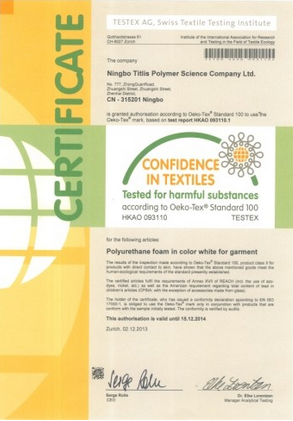 TESTEX AG, Swiss Textile Testing Institute
Gotthardstrasse 61
CH-8027 Zürich
Institute of the International Association for Research
and Testing in the Field of Textile Ecology
CERTIFICATE
The company
Ningbo Titlis Polymer Science Company Ltd.
No. 777, ZhongGuanRoad,
Zhuangshi Street, Zhuangshi Street,
Zhenhai District,
CN - 315201 Ningbo
is granted authorisation according to Oeko-Tex® Standard 100 to use the
Oeko-Tex® mark, based on test report HKAO 093110.1
CONFIDENCE
IN TEXTILES
Tested for harmful substances
according to Oeko-Tex® Standard 100
HKAO 093110 TESTEX
for the following articles
Polyurethane foam in color white for garment
The results of the inspection made according to Oeko-Tex® Standard 100, product class II for
products with direct contact to skin, have shown that the above mentioned goods meet the
human-ecological requirements of the standard presently established.
The certified articles fulfil the requirements of Annex XVII of REACH (incl. the use of azo-
dyes, nickel, etc.) as well as the American requirement regarding total content of lead in
children's articles (CPSIA; with the exception of accessories made from glass).
The holder of the certificate, who has issued a conformity declaration according to EN ISO
17050-1, is obliged to use the Oeko-Tex® mark only in conjunction with products that are
conform with the sample initially tested. The conformity is verified by audits.
This authorisation is valid until 15.12.2014
Zurich, 02.12.2013
Serge Rolle
CEO
Dr. Elke Lorentzen
Manager Analytical Testing